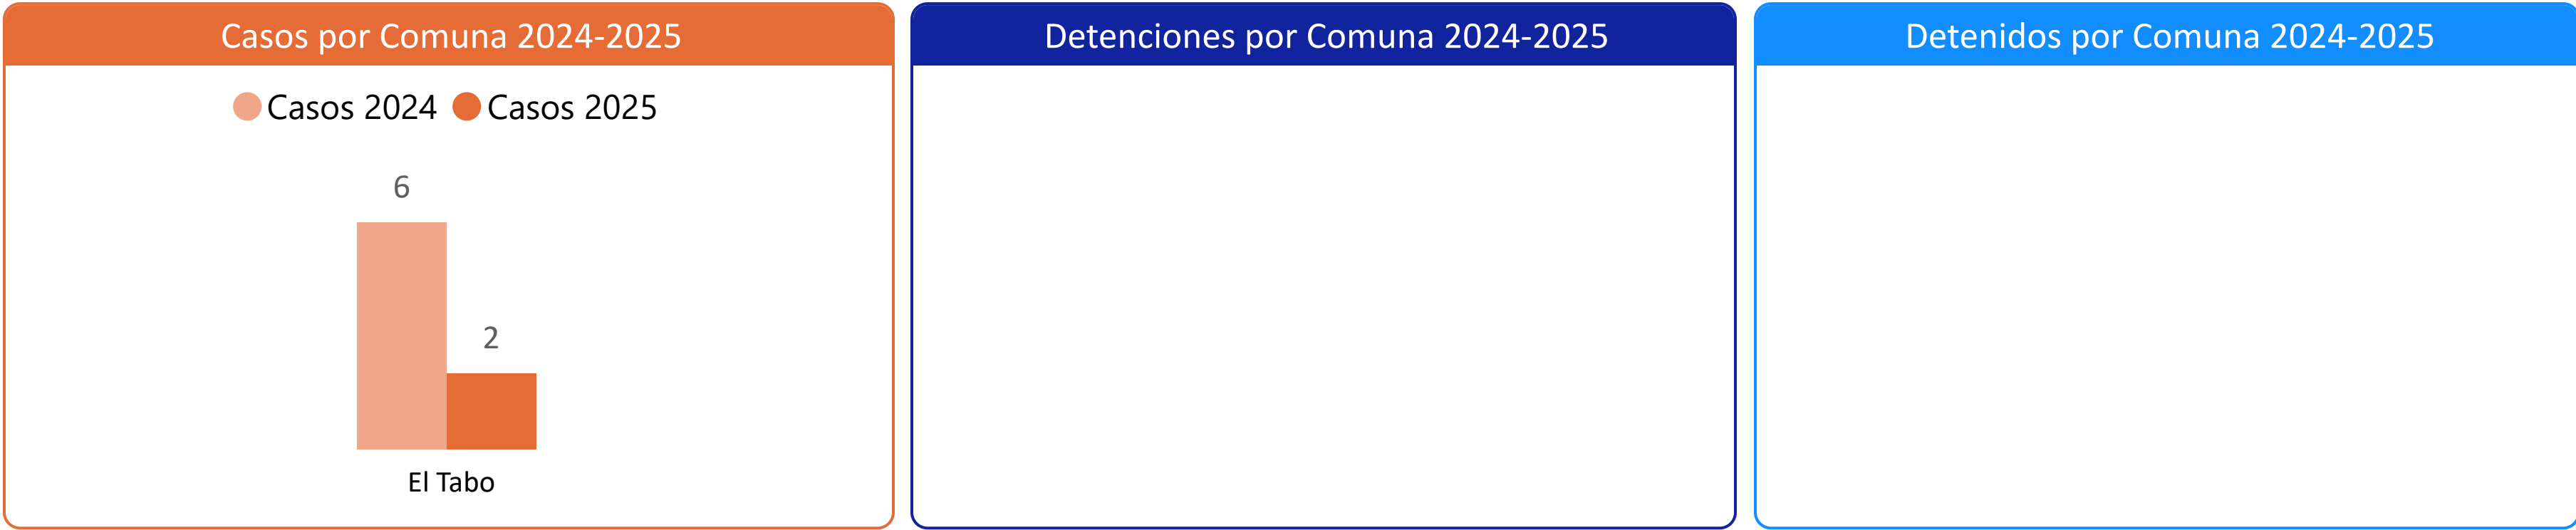 Casos por Comuna 2024-2025
Casos 2024 Casos 2025
6
2
El Tabo
Detenciones por Comuna 2024-2025
Detenidos por Comuna 2024-2025